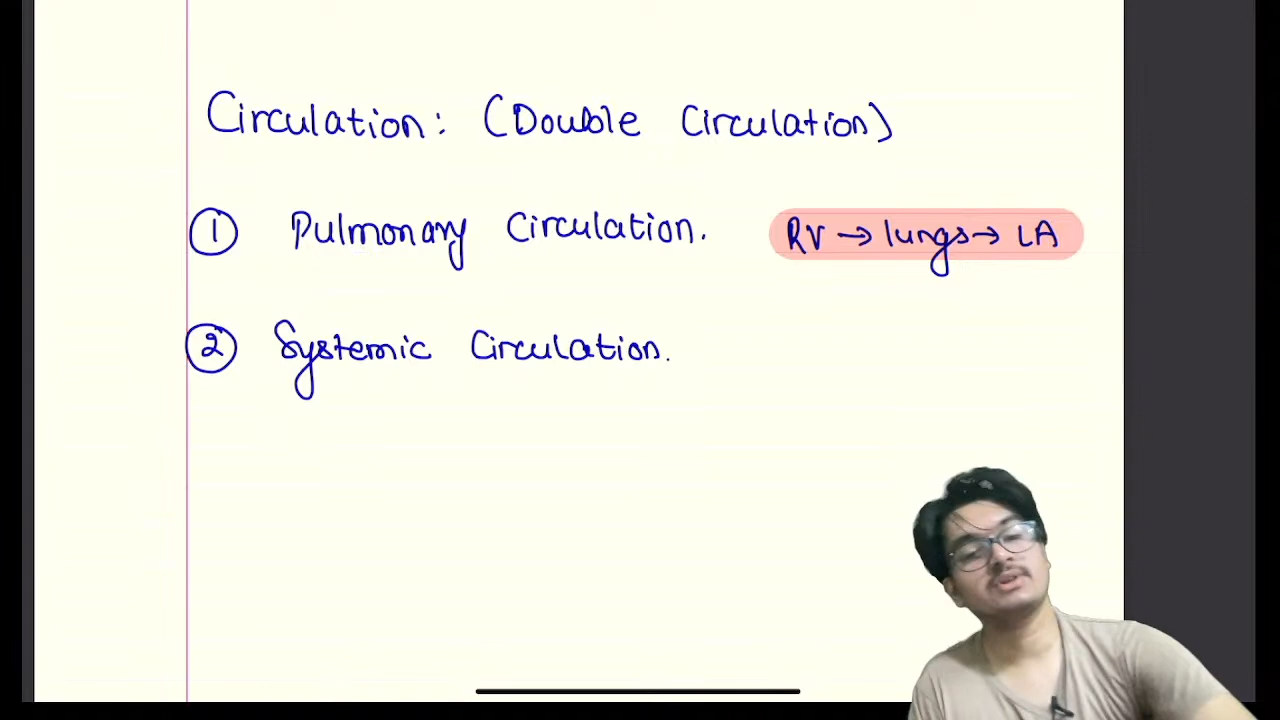 Circulation: (Double Circulation)
① Pulmonary Circulation. RV → lungs → LA
② Systemic Circulation.